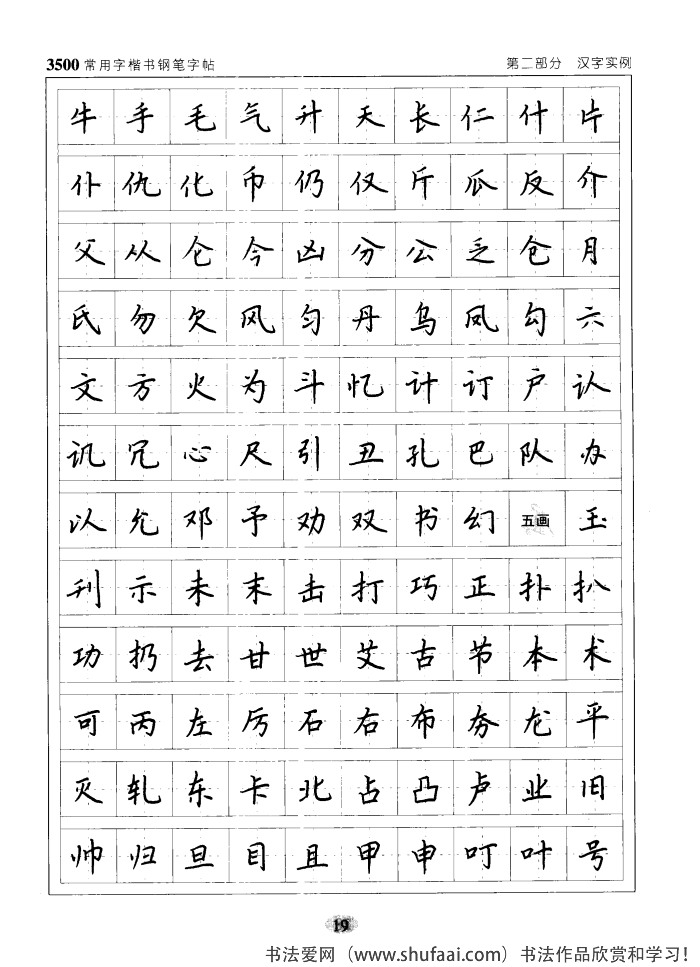 3500常用字楷书钢笔字帖 第二部分 汉字实例
牛手毛气升天长仁什片
仆仇化币仍仅斤瓜反介
父从仑今凶分公乏仓月
氏勿欠风匀丹乌凤勾六
文方火为斗忆计订户认
讥冗心尺引丑孔巴队办
以允邓予劝双书幻五画玉
刊示未末击打巧正扑扒
功扔去甘世艾古节本术
可丙左厉石右布夯龙平
灭轧东卡北占凸卢业旧
帅归旦目且甲申叮叶号
19
书法爱网（www.shufaai.com）书法作品欣赏和学习！